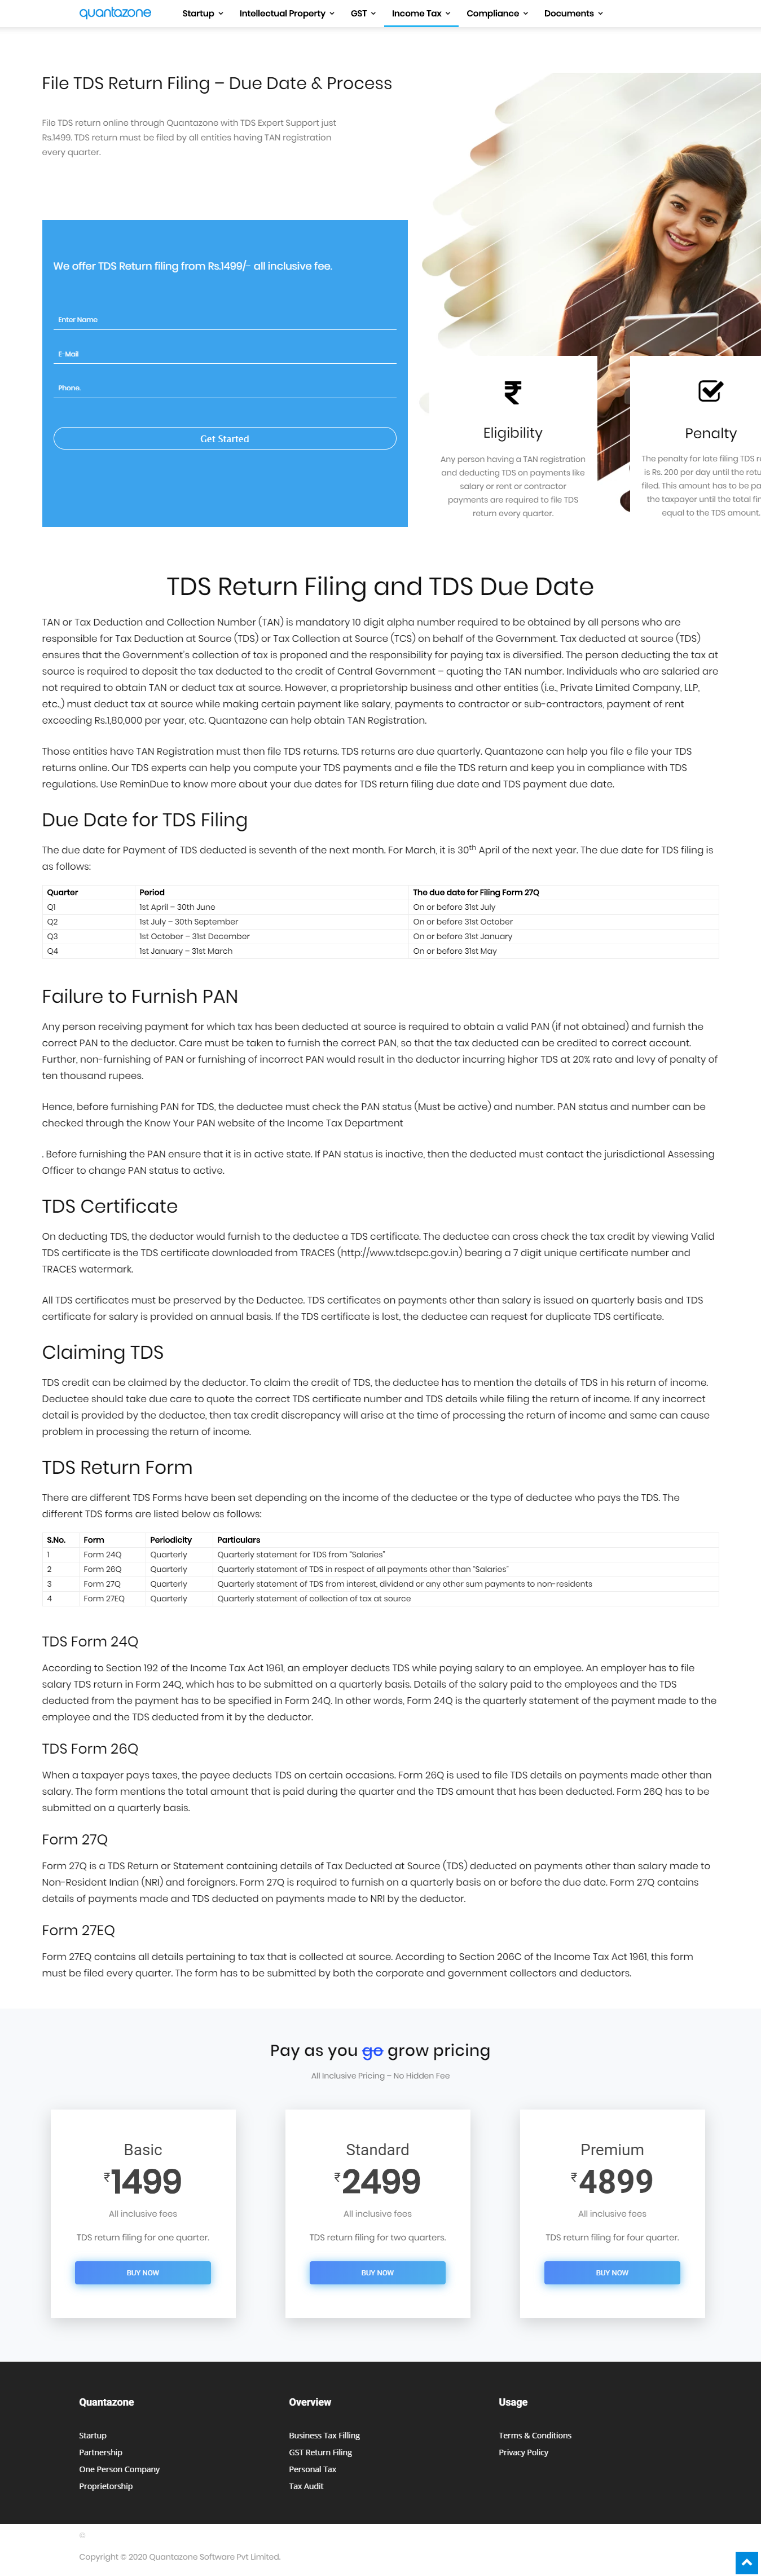 quantazone
Startup Intellectual Property GST Income Tax Compliance Documents
File TDS Return Filing – Due Date & Process
File TDS return online through Quantazone with TDS Expert Support just
Rs.1499. TDS return must be filed by all entities having TAN registration
every quarter.
We offer TDS Return filing from Rs.1499/- all inclusive fee.
Enter Name
E-Mail
Phone.
Get Started
Eligibility
Any person having a TAN registration
and deducting TDS on payments like
salary or rent or contractor
payments are required to file TDS
return every quarter.
Penalty
The penalty for late filing TDS
is Rs. 200 per day until the
filed. This amount has to be
the taxpayer until the total
equal to the TDS amount.
TDS Return Filing and TDS Due Date
TAN or Tax Deduction and Collection Number (TAN) is mandatory 10 digit alpha number required to be obtained by all persons who are
responsible for Tax Deduction at Source (TDS) or Tax Collection at Source (TCS) on behalf of the Government. Tax deducted at source (TDS)
ensures that the Government's collection of tax is proponed and the responsibility for paying tax is diversified. The person deducting the tax at
source is required to deposit the tax deducted to the credit of Central Government – quoting the TAN number. Individuals who are salaried are
not required to obtain TAN or deduct tax at source. However, a proprietorship business and other entities (i.e., Private Limited Company, LLP,
etc.,) must deduct tax at source while making certain payment like salary, payments to contractor or sub-contractors, payment of rent
exceeding Rs.1,80,000 per year, etc. Quantazone can help obtain TAN Registration.
Those entities have TAN Registration must then file TDS returns. TDS returns are due quarterly. Quantazone can help you file e file your TDS
returns online. Our TDS experts can help you compute your TDS payments and e file the TDS return and keep you in compliance with TDS
regulations. Use ReminDue to know more about your due dates for TDS return filing due date and TDS payment due date.
Due Date for TDS Filing
The due date for Payment of TDS deducted is seventh of the next month. For March, it is 30th April of the next year. The due date for TDS filing is
as follows:
Quarter Period The due date for Filing Form 27Q
Q1 1st April – 30th June On or before 31st July
Q2 1st July – 30th September On or before 31st October
Q3 1st October – 31st December On or before 31st January
Q4 1st January – 31st March On or before 31st May
Failure to Furnish PAN
Any person receiving payment for which tax has been deducted at source is required to obtain a valid PAN (if not obtained) and furnish the
correct PAN to the deductor. Care must be taken to furnish the correct PAN, so that the tax deducted can be credited to correct account.
Further, non-furnishing of PAN or furnishing of incorrect PAN would result in the deductor incurring higher TDS at 20% rate and levy of penalty of
ten thousand rupees.
Hence, before furnishing PAN for TDS, the deductee must check the PAN status (Must be active) and number. PAN status and number can be
checked through the Know Your PAN website of the Income Tax Department
. Before furnishing the PAN ensure that it is in active state. If PAN status is inactive, then the deducted must contact the jurisdictional Assessing
Officer to change PAN status to active.
TDS Certificate
On deducting TDS, the deductor would furnish to the deductee a TDS certificate. The deductee can cross check the tax credit by viewing Valid
TDS certificate is the TDS certificate downloaded from TRACES (http://www.tdscpc.gov.in) bearing a 7 digit unique certificate number and
TRACES watermark.
All TDS certificates must be preserved by the Deductee. TDS certificates on payments other than salary is issued on quarterly basis and TDS
certificate for salary is provided on annual basis. If the TDS certificate is lost, the deductee can request for duplicate TDS certificate.
Claiming TDS
TDS credit can be claimed by the deductor. To claim the credit of TDS, the deductee has to mention the details of TDS in his return of income.
Deductee should take due care to quote the correct TDS certificate number and TDS details while filing the return of income. If any incorrect
detail is provided by the deductee, then tax credit discrepancy will arise at the time of processing the return of income and same can cause
problem in processing the return of income.
TDS Return Form
There are different TDS Forms have been set depending on the income of the deductee or the type of deductee who pays the TDS. The
different TDS forms are listed below as follows:
S.No. Form Periodicity Particulars
1 Form 24Q Quarterly Quarterly statement for TDS from "Salaries"
2 Form 26Q Quarterly Quarterly statement of TDS in respect of all payments other than "Salaries"
3 Form 27Q Quarterly Quarterly statement of TDS from interest, dividend or any other sum payments to non-residents
4 Form 27EQ Quarterly Quarterly statement of collection of tax at source
TDS Form 24Q
According to Section 192 of the Income Tax Act 1961, an employer deducts TDS while paying salary to an employee. An employer has to file
salary TDS return in Form 24Q, which has to be submitted on a quarterly basis. Details of the salary paid to the employees and the TDS
deducted from the payment has to be specified in Form 24Q. In other words, Form 24Q is the quarterly statement of the payment made to the
employee and the TDS deducted from it by the deductor.
TDS Form 26Q
When a taxpayer pays taxes, the payee deducts TDS on certain occasions. Form 26Q is used to file TDS details on payments made other than
salary. The form mentions the total amount that is paid during the quarter and the TDS amount that has been deducted. Form 26Q has to be
submitted on a quarterly basis.
Form 27Q
Form 27Q is a TDS Return or Statement containing details of Tax Deducted at Source (TDS) deducted on payments other than salary made to
Non-Resident Indian (NRI) and foreigners. Form 27Q is required to furnish on a quarterly basis on or before the due date. Form 27Q contains
details of payments made and TDS deducted on payments made to NRI by the deductor.
Form 27EQ
Form 27EQ contains all details pertaining to tax that is collected at source. According to Section 206C of the Income Tax Act 1961, this form
must be filed every quarter. The form has to be submitted by both the corporate and government collectors and deductors.
Pay as you go grow pricing
All Inclusive Pricing – No Hidden Fee
Basic
₹1499
All inclusive fees
TDS return filing for one quarter.
BUY NOW
Standard
₹2499
All inclusive fees
TDS return filing for two quarters.
BUY NOW
Premium
₹4899
All inclusive fees
TDS return filing for four quarter.
BUY NOW
Quantazone
Startup
Partnership
One Person Company
Proprietorship
Overview
Business Tax Filling
GST Return Filing
Personal Tax
Tax Audit
Usage
Terms & Conditions
Privacy Policy
©
Copyright © 2020 Quantazone Software Pvt Limited.